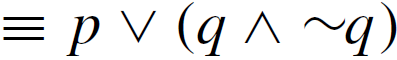 ≡ p ∨ (q ∧ ~q)